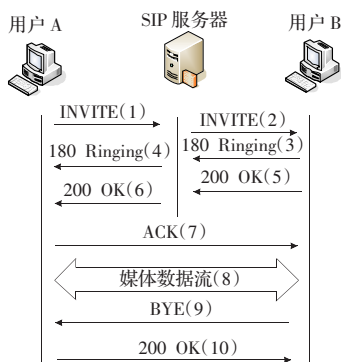 用户 A
SIP 服务器
用户 B
INVITE(1)
INVITE(2)
180 Ringing(4)
180 Ringing(3)
200 OK(6)
200 OK(5)
ACK(7)
媒体数据流(8)
BYE(9)
200 OK(10)